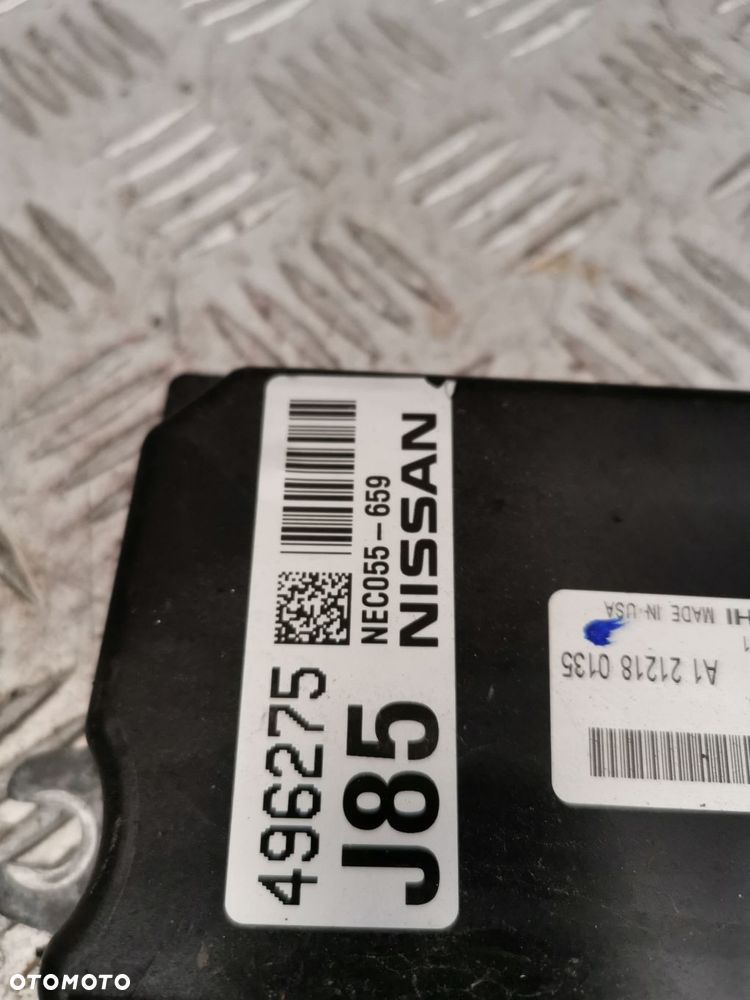 496275
NEC055-659
J85
NISSAN
MADE IN USA
A1 21218 0135
OTOMOTO